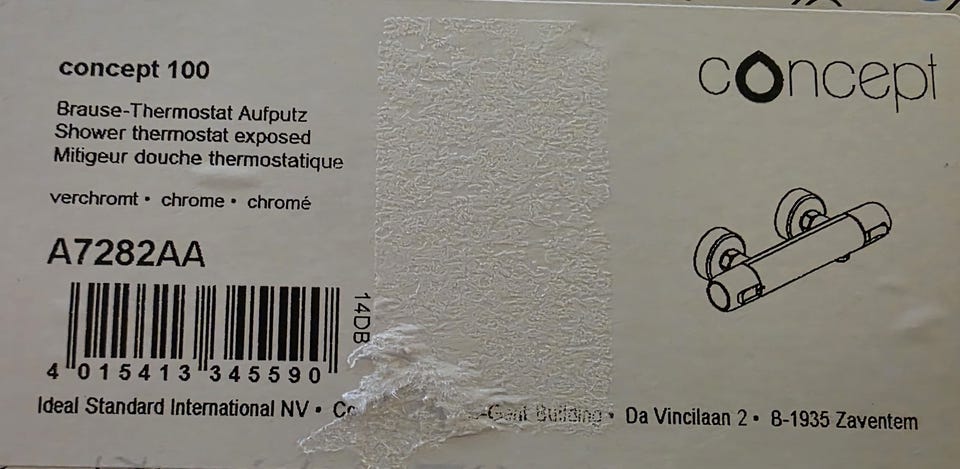 concept 100
concept
Brause-Thermostat Aufputz
Shower thermostat exposed
Mitigeur douche thermostatique
verchromt • chrome • chromé
A7282AA
14DB
4 015413 345590
Ideal Standard International NV • Building • Da Vincilaan 2 • B-1935 Zaventem